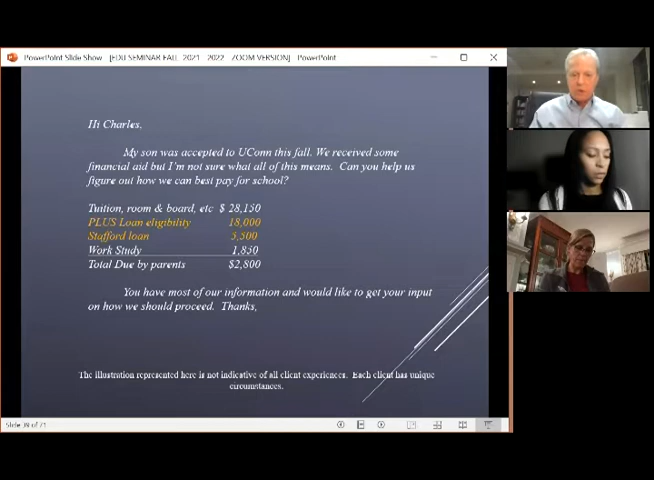 PowerPoint Slide Show - [EDU SEMINAR FALL 2021 - 2022 - ZOOM VERSION] - PowerPoint
Hi Charles,
My son was accepted to UConn this fall. We received some
financial aid but I'm not sure what all of this means. Can you help us
figure out how we can best pay for school?
Tuition, room & board, etc $ 28,150
PLUS Loan eligibility 18,000
Stafford loan 5,500
Work Study 1,850
Total Due by parents $2,800
You have most of our information and would like to get your input
on how we should proceed. Thanks,
The illustration represented here is not indicative of all client experiences. Each client has unique
circumstances.
Slide of 71